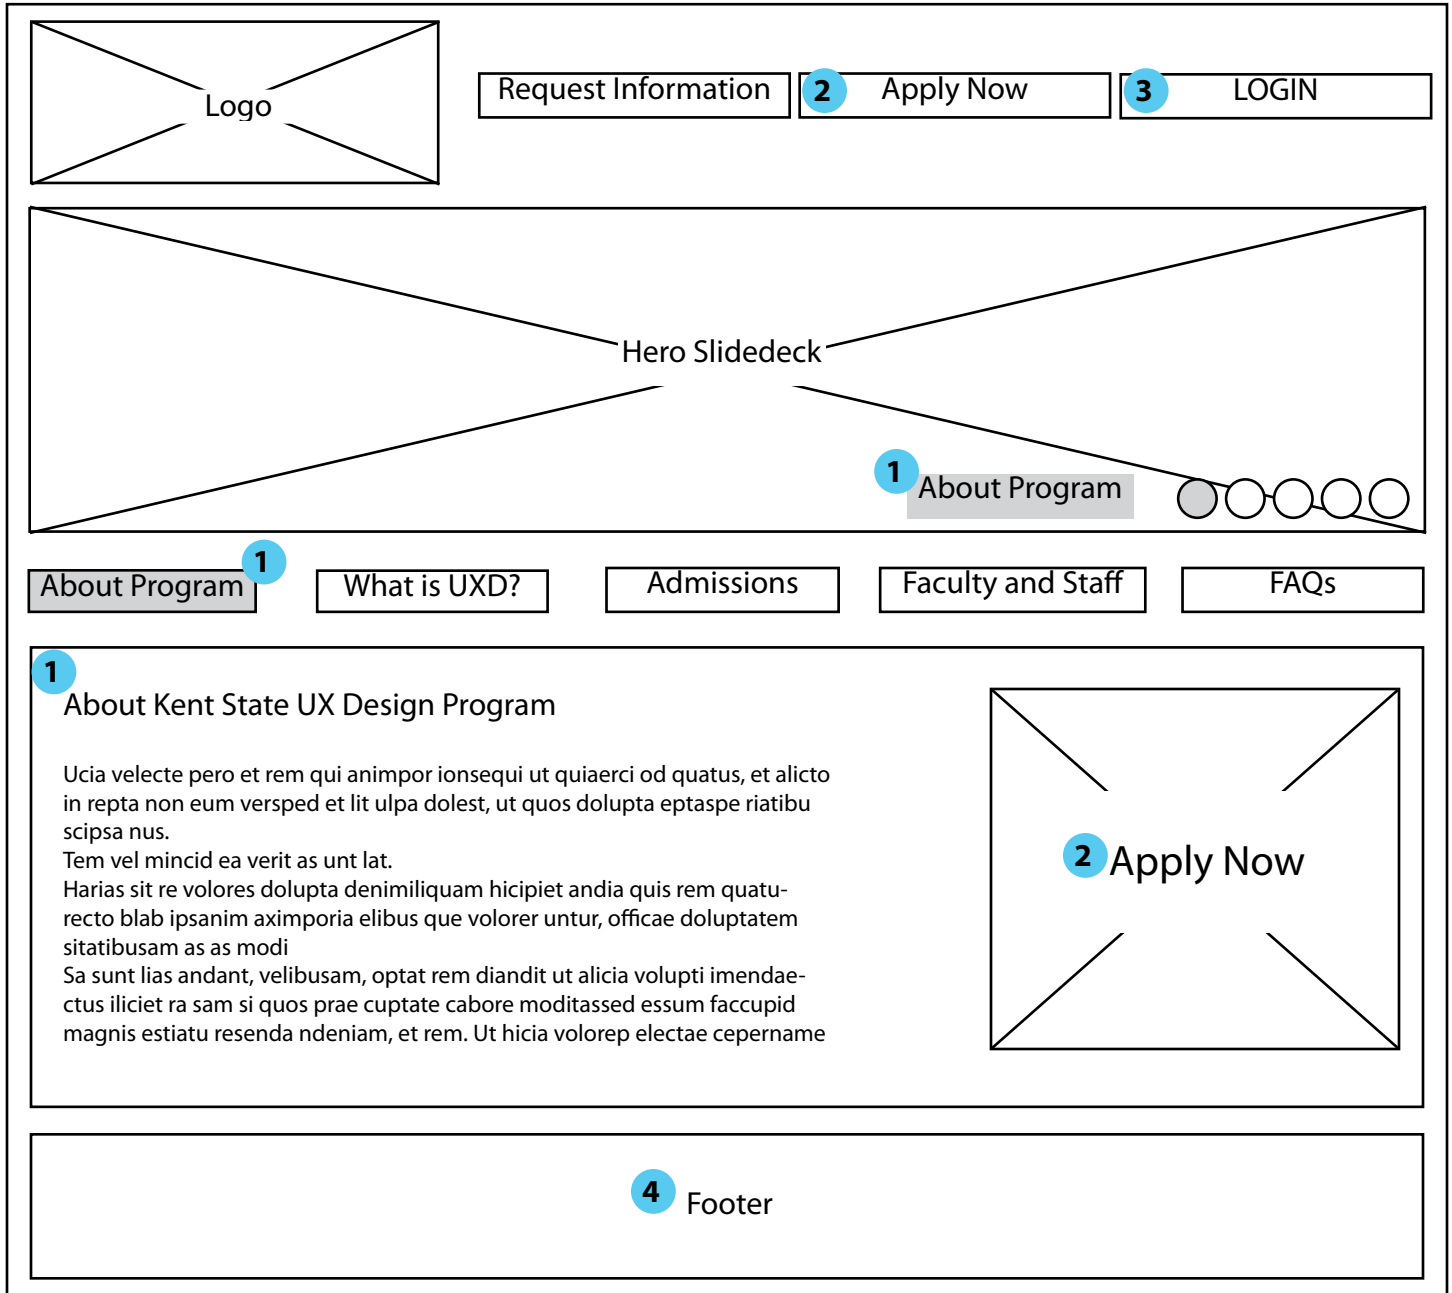 Logo
Request Information
2 Apply Now
3 LOGIN
Hero Slidedeck
1
About Program
1
About Program
What is UXD?
Admissions
Faculty and Staff
FAQs
1
About Kent State UX Design Program
Ucia velecte pero et rem qui animpor ionsequi ut quiaerci od quatus, et alicto
in repta non eum versped et lit ulpa dolest, ut quos dolupta eptaspe riatibu
scipsa nus.
Tem vel mincid ea verit as unt lat.
Harias sit re volores dolupta denimiliquam hicipiet andia quis rem quatu-
recto blab ipsanim aximporia elibus que volorer untur, officae doluptatem
sitatibusam as as modi
Sa sunt lias andant, velibusam, optat rem diandit ut alicia volupti imendae-
ctus iliciet ra sam si quos prae cuptate cabore moditassed essum faccupid
magnis estiatu resenda ndeniam, et rem. Ut hicia volorep electae cepername
2 Apply Now
4 Footer